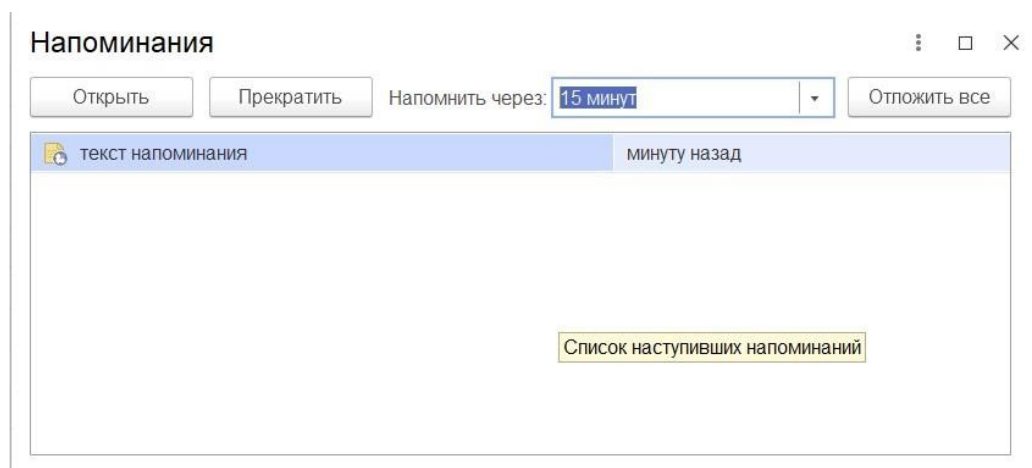 Напоминания
Открыть Прекратить Напомнить через: 15 минут Отложить все
текст напоминания минуту назад
Список наступивших напоминаний